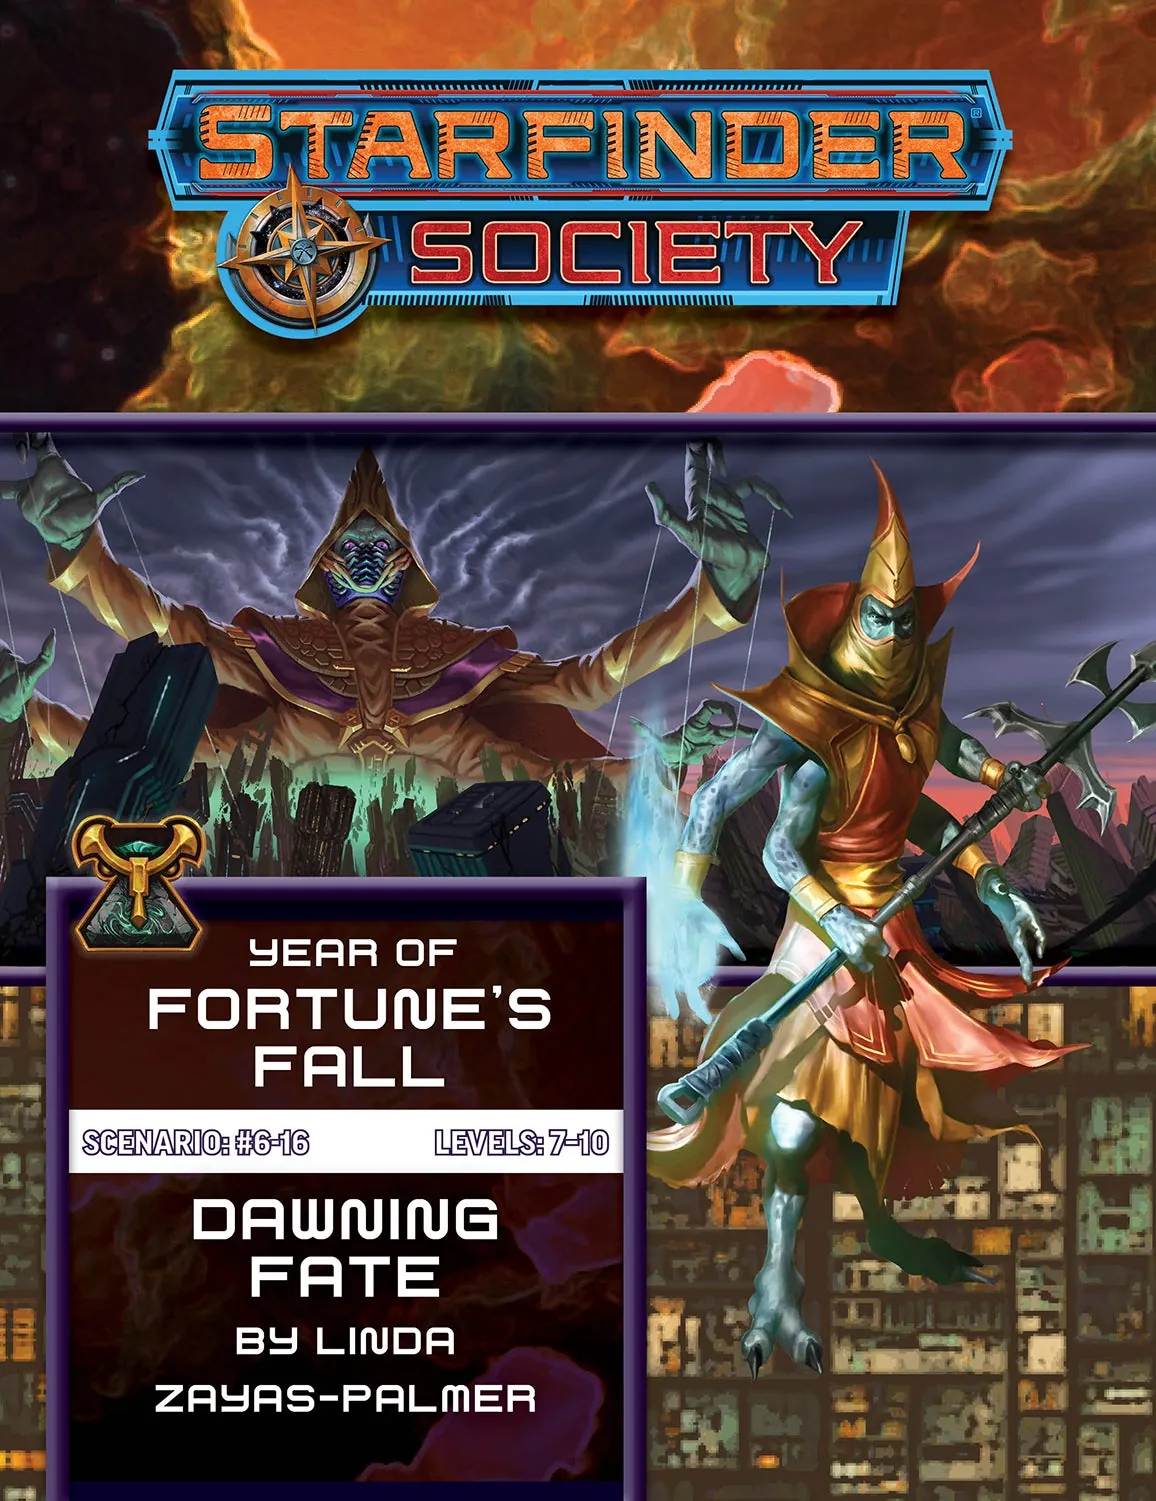 STARFINDER®
SOCIETY
YEAR OF
FORTUNE'S
FALL
SCENARIO: #6-16 LEVELS: 7–10
DAWNING
FATE
BY LINDA
ZAYAS-PALMER